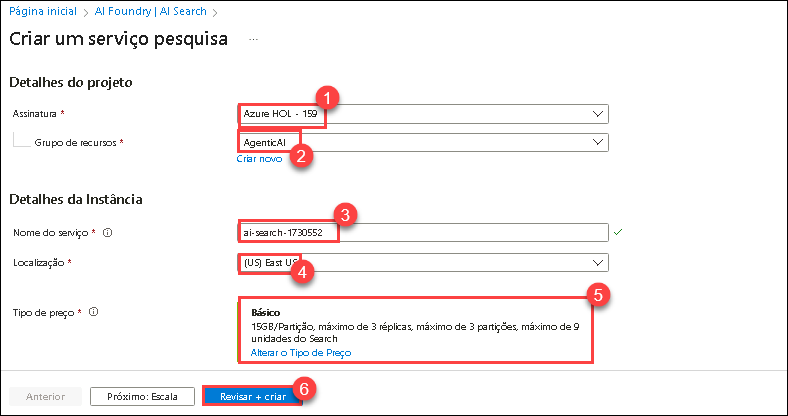 Página inicial > AI Foundry | AI Search >
Criar um serviço pesquisa ...
Detalhes do projeto
1
Assinatura * Azure HOL - 159
Grupo de recursos * AgenticAI
Criar novo 2
Detalhes da Instância
3
Nome do serviço * ai-search-1730552
Localização * (US) East US
4
5
Tipo de preço * Básico
15GB/Partição, máximo de 3 réplicas, máximo de 3 partições, máximo de 9
unidades do Search
Alterar o Tipo de Preço
6
Anterior Próximo: Escala Revisar + criar